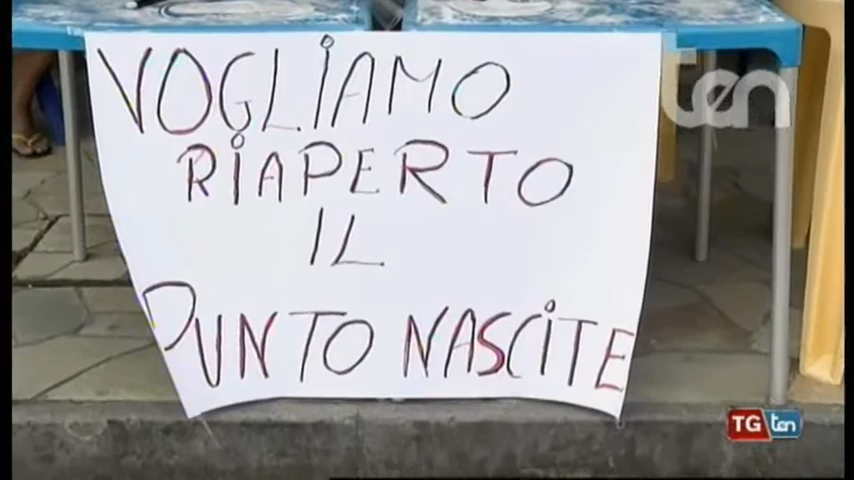 ten
VOGLIAMO
RIAPERTO
IL
PUNTO NASCITE
TG ten